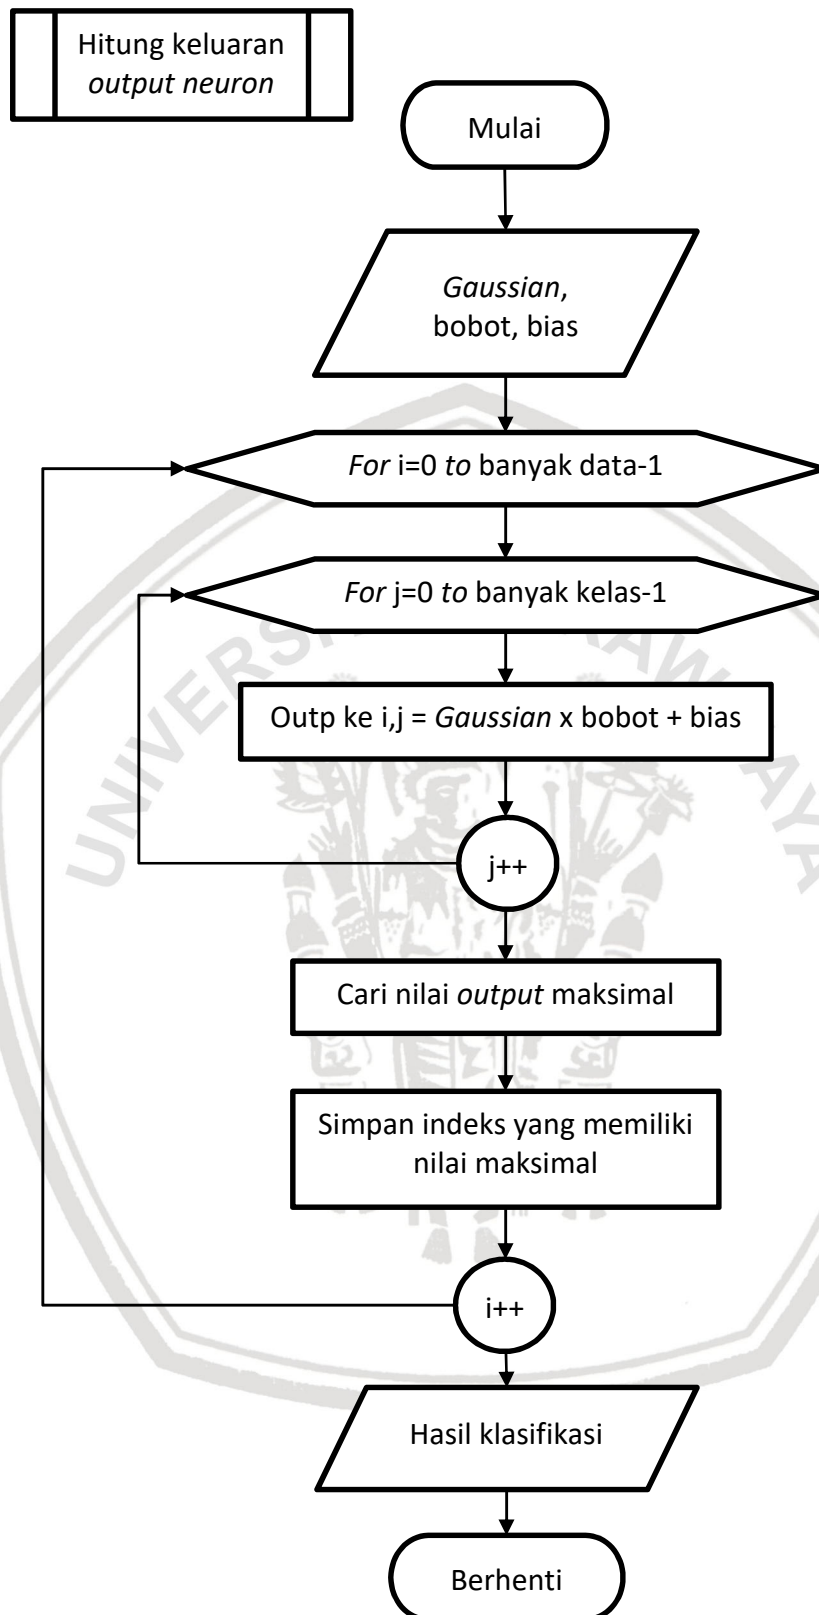 Hitung keluaran
output neuron
Mulai
Gaussian,
bobot, bias
For i=0 to banyak data-1
For j=0 to banyak kelas-1
Outp ke i,j = Gaussian x bobot + bias
j++
Cari nilai output maksimal
Simpan indeks yang memiliki
nilai maksimal
i++
Hasil klasifikasi
Berhenti